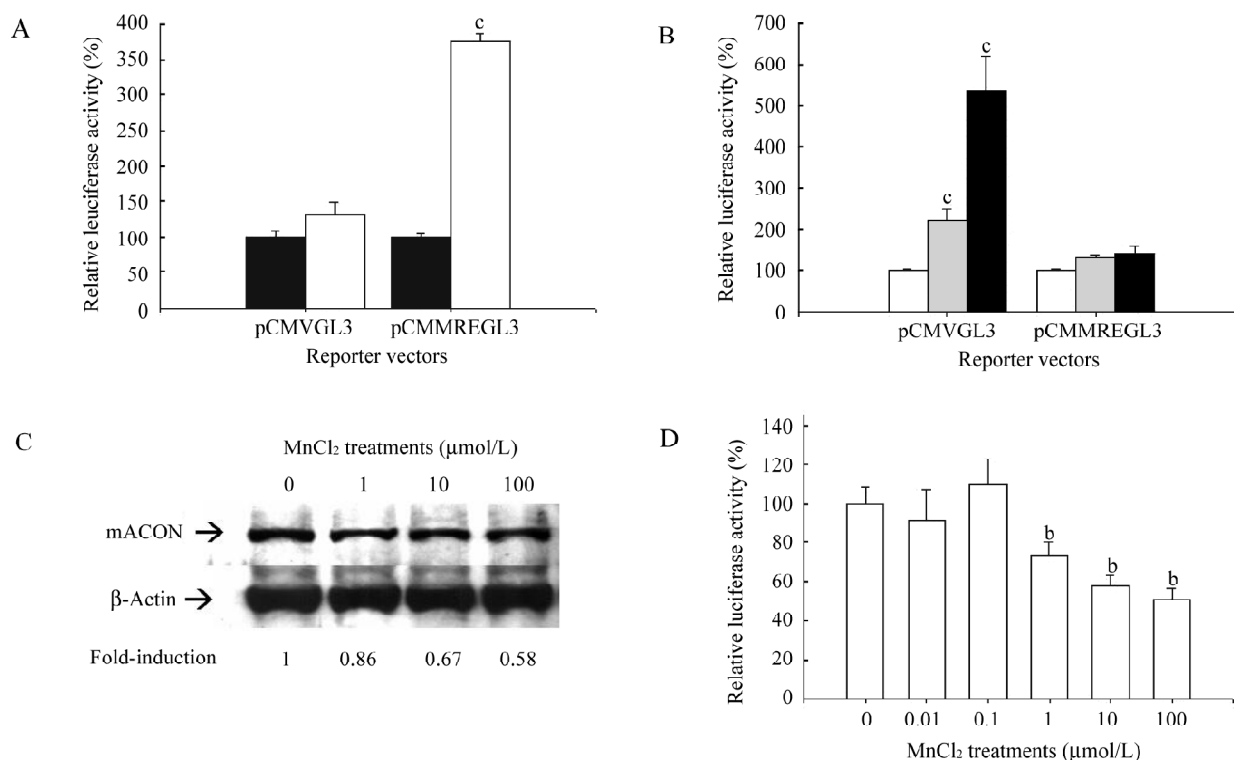 A
Relative leuciferase activity (%)
400
350
300
250
200
150
100
50
0
c
pCMVGL3
pCMMREGL3
Reporter vectors
B
Relative luciferase activity (%)
700
600
500
400
300
200
100
0
c
c
pCMVGL3
pCMMREGL3
Reporter vectors
C
MnCl₂ treatments (μmol/L)
0 1 10 100
mACON →
β-Actin →
Fold-induction 1 0.86 0.67 0.58
D
Relative luciferase activity (%)
140
120
100
80
60
40
20
0
b
b
b
0 0.01 0.1 1 10 100
MnCl₂ treatments (μmol/L)